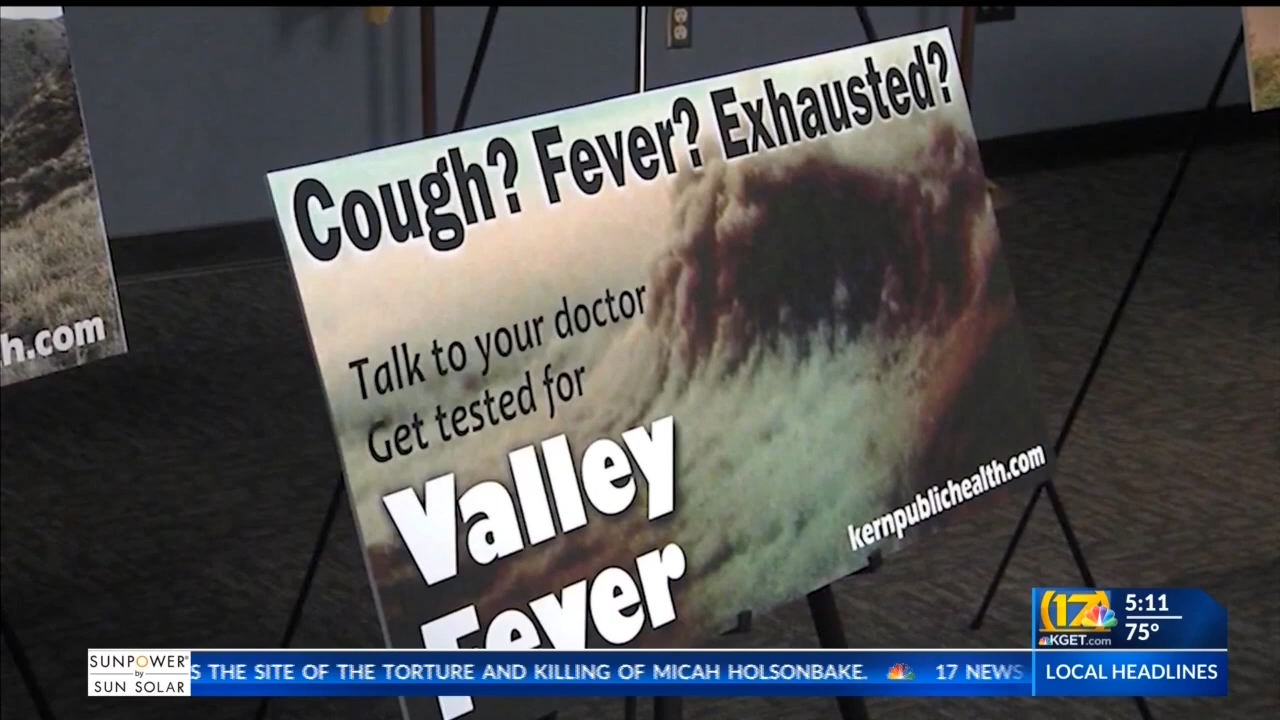 Cough? Fever? Exhausted?
Talk to your doctor
Get tested for
Valley
Fever
kernpublichealth.com
h.com
17
KGET.com
5:11
75°
SUNPOWER®
by
SUN SOLAR
S THE SITE OF THE TORTURE AND KILLING OF MICAH HOLSONBAKE.
17 NEWS
LOCAL HEADLINES